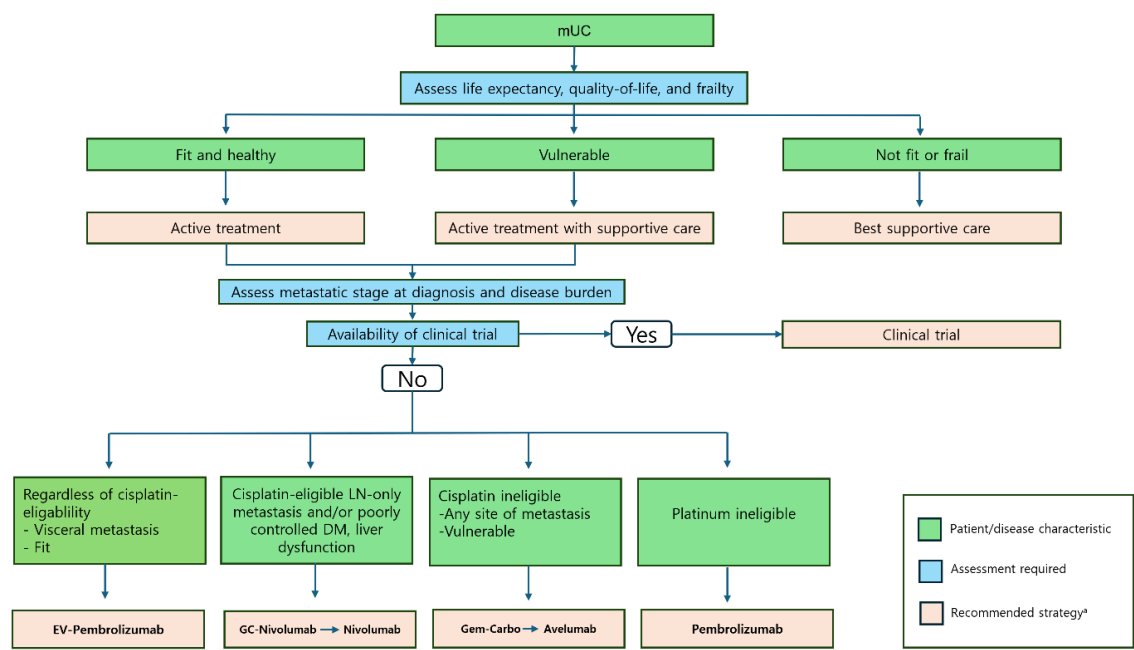 mUC
Assess life expectancy, quality-of-life, and frailty
Fit and healthy
Vulnerable
Not fit or frail
Active treatment
Active treatment with supportive care
Best supportive care
Assess metastatic stage at diagnosis and disease burden
Availability of clinical trial
Yes
Clinical trial
No
Regardless of cisplatin-
eligablility
- Visceral metastasis
- Fit
Cisplatin-eligible LN-only
metastasis and/or poorly
controlled DM, liver
dysfunction
Cisplatin ineligible
-Any site of metastasis
-Vulnerable
Platinum ineligible
EV-Pembrolizumab
GC-Nivolumab → Nivolumab
Gem-Carbo → Avelumab
Pembrolizumab
Patient/disease characteristic
Assessment required
Recommended strategyᵃ